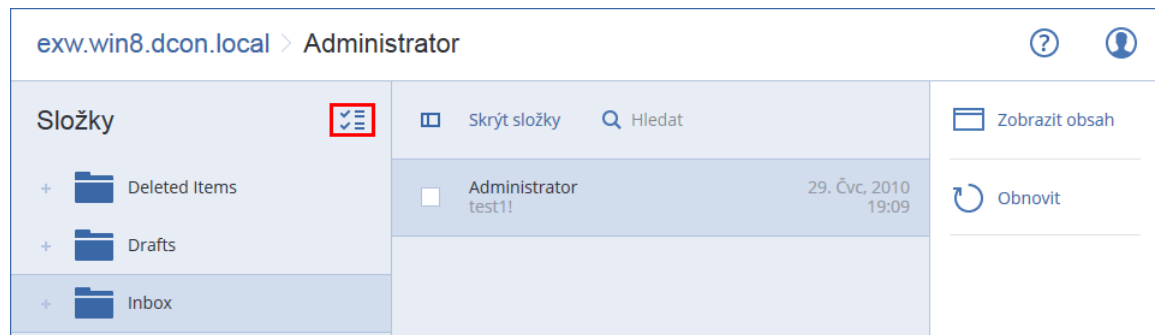 exw.win8.dcon.local > Administrator
Složky
Skrýt složky
Hledat
Zobrazit obsah
Deleted Items
Administrator
29. Čvc, 2010
test1!
19:09
Obnovit
Drafts
Inbox